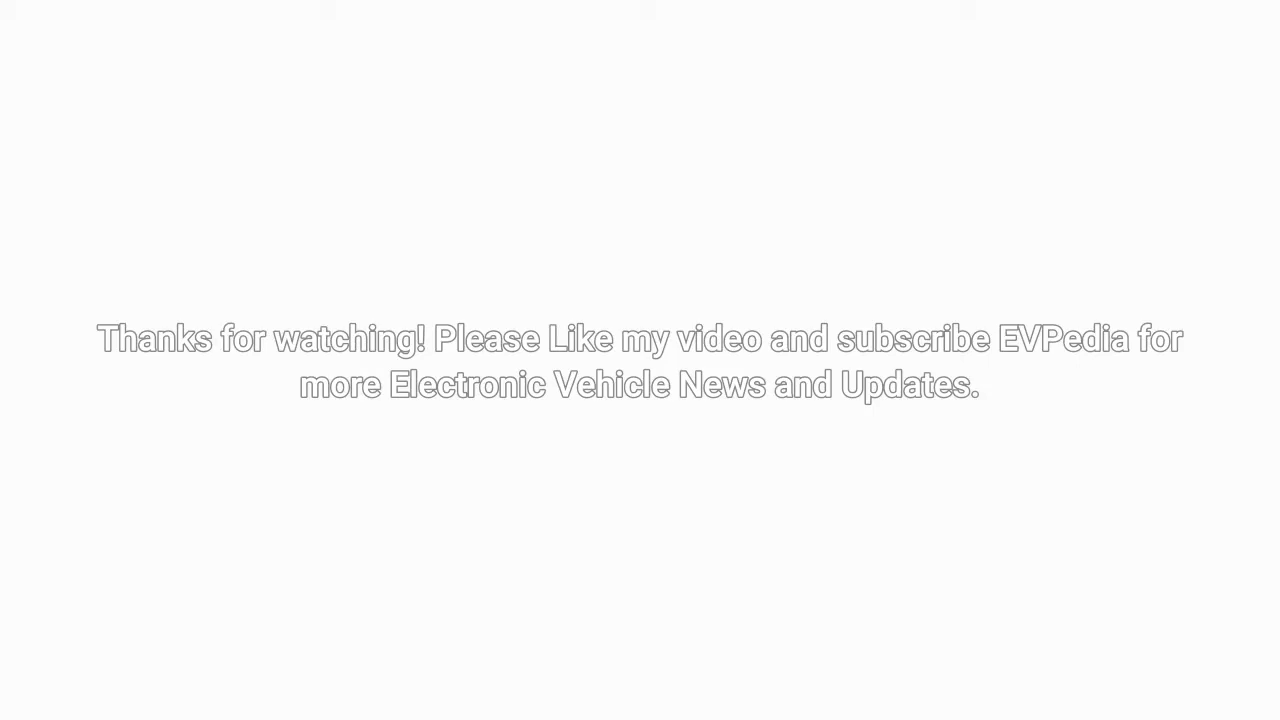 Thanks for watching! Please Like my video and subscribe EVPedia for
more Electronic Vehicle News and Updates.